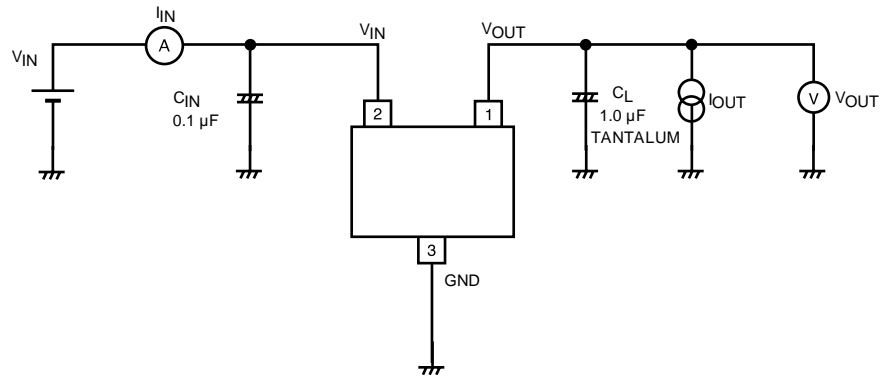 IIN
VIN
A
VIN
VOUT
CIN
0.1 µF
2
1
CL
1.0 µF
TANTALUM
IOUT
V
VOUT
3
GND